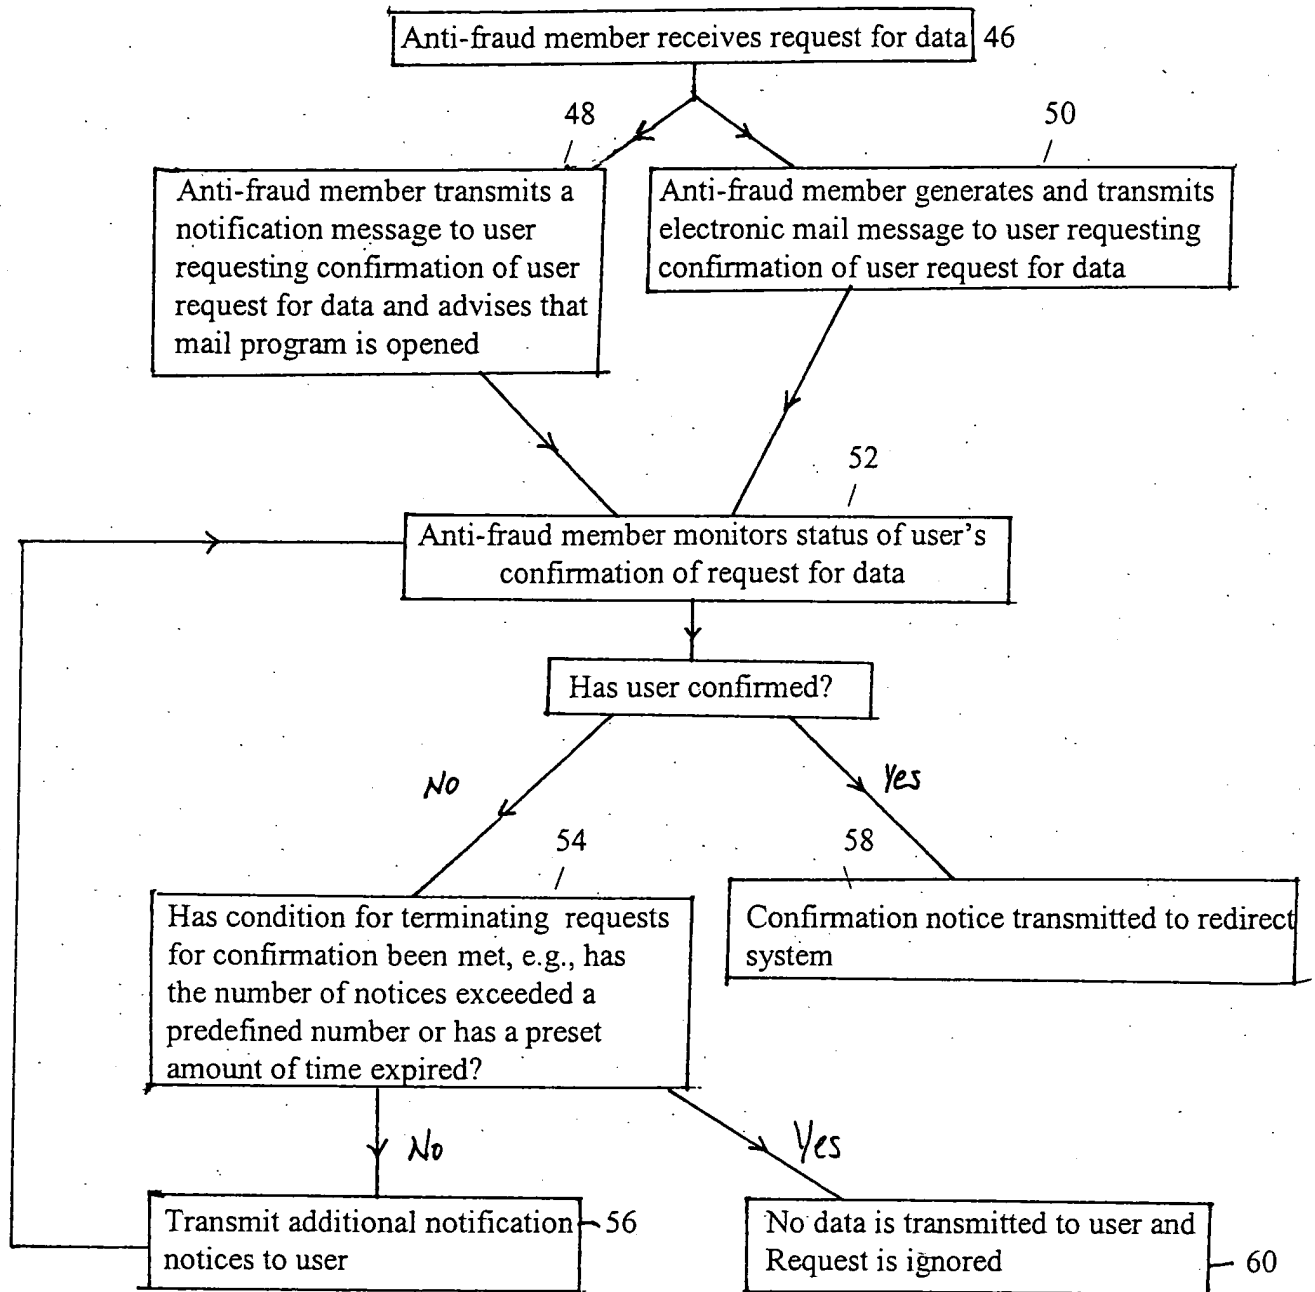 Anti-fraud member receives request for data 46
48
50
Anti-fraud member transmits a
notification message to user
requesting confirmation of user
request for data and advises that
mail program is opened
Anti-fraud member generates and transmits
electronic mail message to user requesting
confirmation of user request for data
52
Anti-fraud member monitors status of user's
confirmation of request for data
Has user confirmed?
No
Yes
54
58
Has condition for terminating requests
for confirmation been met, e.g., has
the number of notices exceeded a
predefined number or has a preset
amount of time expired?
Confirmation notice transmitted to redirect
system
No
Yes
Transmit additional notification
notices to user
56
No data is transmitted to user and
Request is ignored
60